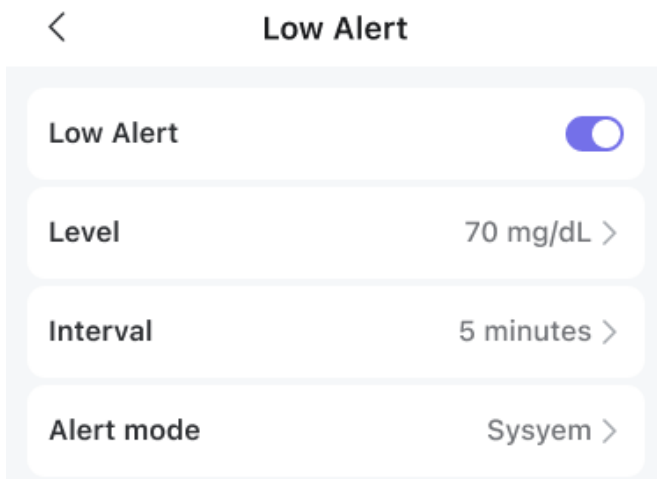 Low Alert
Low Alert
Level 70 mg/dL
Interval 5 minutes
Alert mode Sysyem